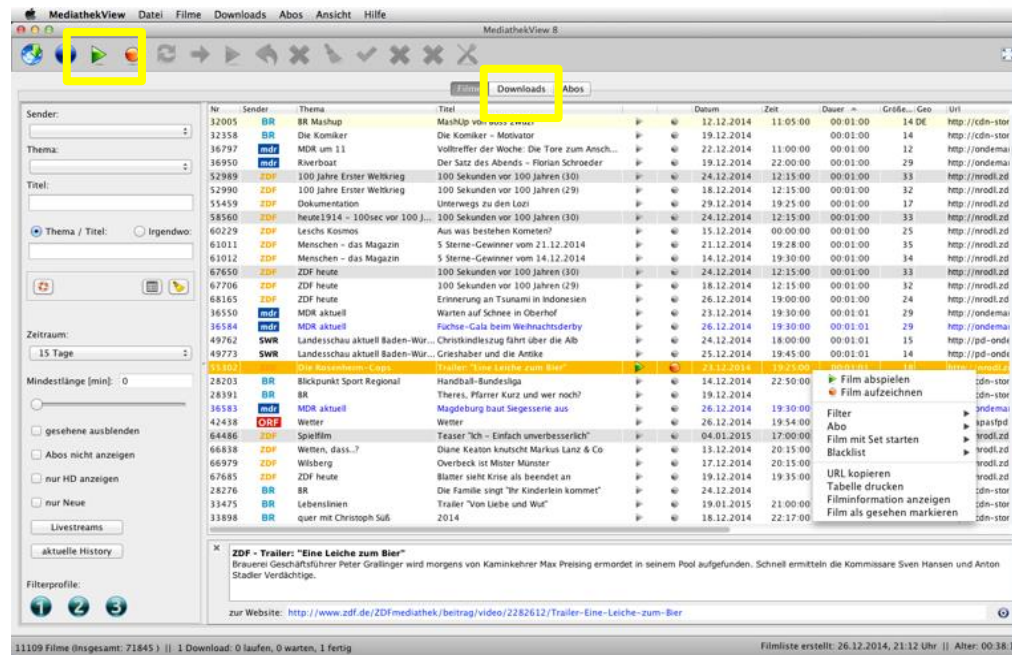 MediathekView Datei Filme Downloads Abos Ansicht Hilfe
MediathekView 8
Filme Downloads Abos
Sender:
Thema:
Titel:
Thema / Titel: Irgendwo:
Zeitraum:
15 Tage
Mindestlänge [min]: 0
gesehene ausblenden
Abos nicht anzeigen
nur HD anzeigen
nur Neue
Livestreams
aktuelle History
Filterprofile:
1 2 3
Nr Sender Thema Titel Datum Zeit Dauer Größe... Geo Url
32005 BR BR Mashup MashUp von 12.12.2014 11:05:00 00:01:00 14 DE http://cdn-stor
32358 BR Die Komiker Die Komiker – Motivator 19.12.2014 00:01:00 14 http://cdn-stor
36797 mdr MDR um 11 Volltreffer der Woche: Die Tore zum Ansch... 22.12.2014 11:00:00 00:01:00 12 http://ondemai
36950 mdr Riverboat Der Satz des Abends – Florian Schroeder 19.12.2014 22:00:00 00:01:00 29 http://ondemai
52989 ZDF 100 Jahre Erster Weltkrieg 100 Sekunden vor 100 Jahren (30) 24.12.2014 12:15:00 00:01:00 33 http://nrodl.zd
52990 ZDF 100 Jahre Erster Weltkrieg 100 Sekunden vor 100 Jahren (29) 18.12.2014 12:15:00 00:01:00 32 http://nrodl.zd
55459 ZDF Dokumentation Unterwegs zu den Lozi 29.12.2014 19:25:00 00:01:00 17 http://nrodl.zd
58560 ZDF heute1914 – 100sec vor 100 J... 100 Sekunden vor 100 Jahren (30) 24.12.2014 12:15:00 00:01:00 33 http://nrodl.zd
60229 ZDF Leschs Kosmos Aus was bestehen Kometen? 15.12.2014 00:00:00 00:01:00 25 http://nrodl.zd
61011 ZDF Menschen – das Magazin 5 Sterne-Gewinner vom 21.12.2014 21.12.2014 19:28:00 00:01:00 35 http://nrodl.zd
61012 ZDF Menschen – das Magazin 5 Sterne-Gewinner vom 14.12.2014 14.12.2014 19:30:00 00:01:00 34 http://nrodl.zd
67650 ZDF ZDF heute 100 Sekunden vor 100 Jahren (30) 24.12.2014 12:15:00 00:01:00 33 http://nrodl.zd
67706 ZDF ZDF heute 100 Sekunden vor 100 Jahren (29) 18.12.2014 12:15:00 00:01:00 32 http://nrodl.zd
68165 ZDF ZDF heute Erinnerung an Tsunami in Indonesien 26.12.2014 19:00:00 00:01:00 24 http://nrodl.zd
36550 mdr MDR aktuell Warten auf Schnee in Oberhof 23.12.2014 19:30:00 00:01:01 29 http://ondemai
36584 mdr MDR aktuell Füchse-Gala beim Weihnachtsderby 26.12.2014 19:30:00 00:01:01 29 http://ondemai
49762 SWR Landesschau aktuell Baden-Wür... Christkindleszug fährt über die Alb 24.12.2014 18:00:00 00:01:01 15 http://pd-onde
49773 SWR Landesschau aktuell Baden-Wür... Grieshaber und die Antike 25.12.2014 19:45:00 00:01:01 14 http://pd-onde
55302 Die Rosenheim-Cops Trailer: "Eine Leiche zum Bier" 23.12.2014 19:25:00 00:01:01 18 http://nrodl.zd
28203 BR Blickpunkt Sport Regional Handball-Bundesliga 14.12.2014 22:50:00 cdn-stor
28391 BR BR Theres, Pfarrer Kurz und wer noch? 19.12.2014 cdn-stor
36583 mdr MDR aktuell Magdeburg baut Siegesserie aus 26.12.2014 19:30:00 ondemai
42438 ORF Wetter Wetter 26.12.2014 19:54:00 apasfpd
64486 ZDF Spielfilm Teaser "Ich – Einfach unverbesserlich" 04.01.2015 17:00:00 nrodl.zd
66838 ZDF Wetten, dass..? Diane Keaton knutscht Markus Lanz & Co 13.12.2014 20:15:00 nrodl.zd
66979 ZDF Wilsberg Overbeck ist Mister Münster 17.12.2014 20:15:00 nrodl.zd
67685 ZDF ZDF heute Blatter sieht Krise als beendet an 19.12.2014 19:35:00 nrodl.zd
28276 BR BR Die Familie singt "Ihr Kinderlein kommet" 24.12.2014 cdn-stor
33475 BR Lebenslinien Trailer "Von Liebe und Wut" 19.01.2015 21:00:00 cdn-stor
33898 BR quer mit Christoph Süß 2014 18.12.2014 22:17:00 cdn-stor
Film abspielen
Film aufzeichnen
Filter
Abo
Film mit Set starten
Blacklist
URL kopieren
Tabelle drucken
Filminformation anzeigen
Film als gesehen markieren
ZDF - Trailer: "Eine Leiche zum Bier"
Brauerei Geschäftsführer Peter Grallinger wird morgens von Kaminkehrer Max Preising ermordet in seinem Pool aufgefunden. Schnell ermitteln die Kommissare Sven Hansen und Anton
Stadler Verdächtige.
zur Website: http://www.zdf.de/ZDFmediathek/beitrag/video/2282612/Trailer-Eine-Leiche-zum-Bier
11109 Filme (Insgesamt: 71845 ) || 1 Download: 0 laufen, 0 warten, 1 fertig
Filmliste erstellt: 26.12.2014, 21:12 Uhr || Alter: 00:38: